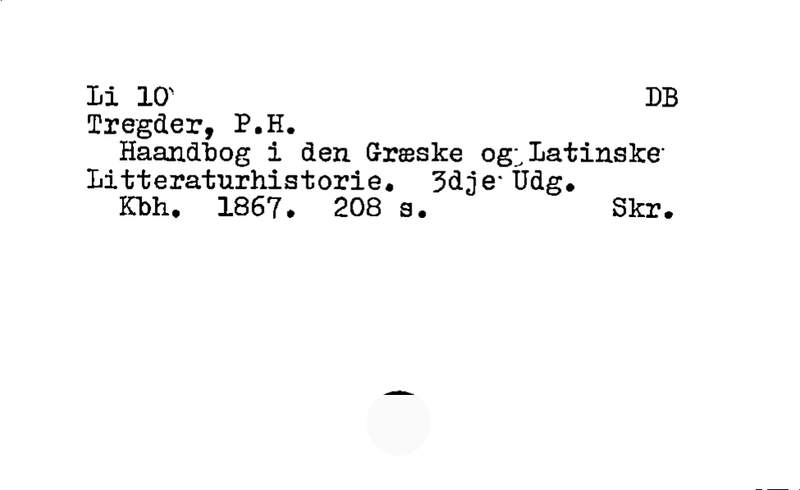 Li 10 DB
Tregder, P.H.
Haandbog i den Græske og Latinske
Litteraturhistorie. 3dje Udg.
Kbh. 1867. 208 s. Skr.